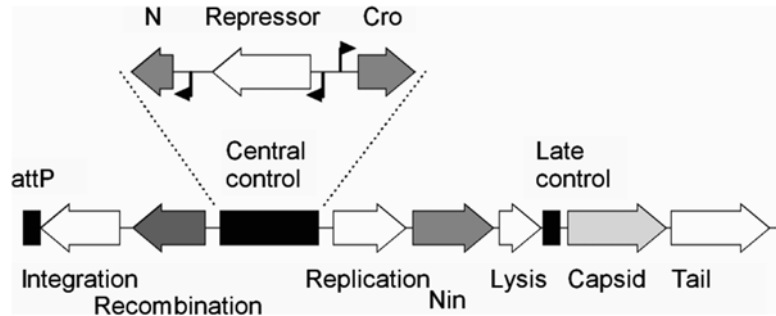 N Repressor Cro
Central
control
Late
control
attP
Integration
Recombination
Replication
Nin
Lysis
Capsid
Tail